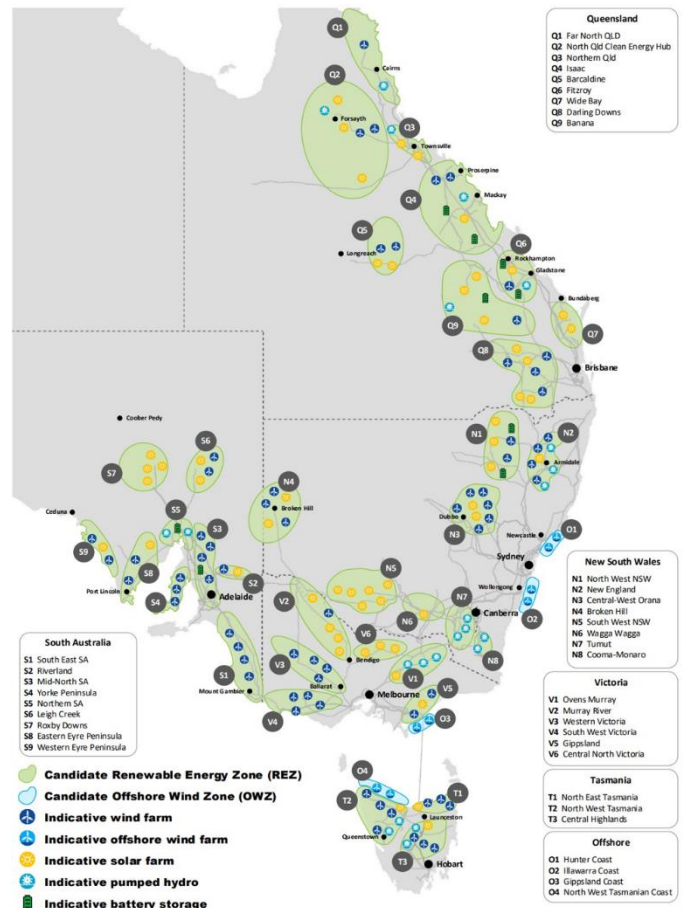 Queensland
Q1 Far North QLD
Q2 North Qld Clean Energy Hub
Q3 Northern Qld
Q4 Isaac
Q5 Barcaldine
Q6 Fitzroy
Q7 Wide Bay
Q8 Darling Downs
Q9 Banana
Q1
Cairns
Q2
Forsayth
Q3
Townsville
Proserpine
Q4
Mackay
Q5
Longreach
Q6
Rockhampton
Gladstone
Bundaberg
Q9
Q7
Q8
Brisbane
Coober Pedy
S6
S7
N1
N2
Armidale
N4
Broken Hill
Ceduna
S5
S3
Dubbo
N3
Newcastle
O1
Sydney
S9
S8
Port Lincoln
S4
S2
Adelaide
N5
Wollongong
O2
V2
N6
N7
Canberra
V6
N8
Bendigo
V3
V1
S1
Ballarat
Mount Gambier
Melbourne
V5
V4
O3
New South Wales
N1 North West NSW
N2 New England
N3 Central-West Orana
N4 Broken Hill
N5 South West NSW
N6 Wagga Wagga
N7 Tumut
N8 Cooma-Monaro
South Australia
S1 South East SA
S2 Riverland
S3 Mid-North SA
S4 Yorke Peninsula
S5 Northern SA
S6 Leigh Creek
S7 Roxby Downs
S8 Eastern Eyre Peninsula
S9 Western Eyre Peninsula
Victoria
V1 Ovens Murray
V2 Murray River
V3 Western Victoria
V4 South West Victoria
V5 Gippsland
V6 Central North Victoria
O4
T2
T1
Launceston
Queenstown
T3
Hobart
Tasmania
T1 North East Tasmania
T2 North West Tasmania
T3 Central Highlands
Offshore
O1 Hunter Coast
O2 Illawarra Coast
O3 Gippsland Coast
O4 North West Tasmanian Coast
Candidate Renewable Energy Zone (REZ)
Candidate Offshore Wind Zone (OWZ)
Indicative wind farm
Indicative offshore wind farm
Indicative solar farm
Indicative pumped hydro
Indicative battery storage